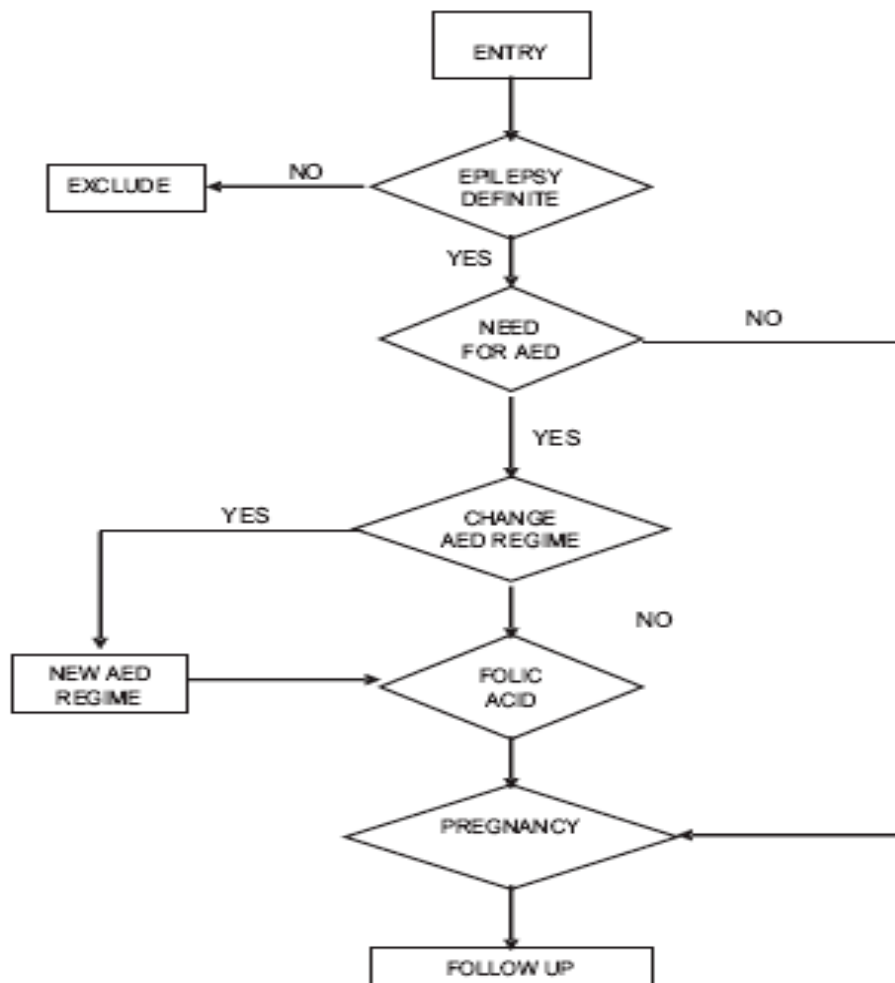 ENTRY
NO
EXCLUDE
EPILEPSY
DEFINITE
YES
NEED
FOR AED
NO
YES
YES
CHANGE
AED REGIME
NO
NEW AED
REGIME
FOLIC
ACID
PREGNANCY
FOLLOW UP